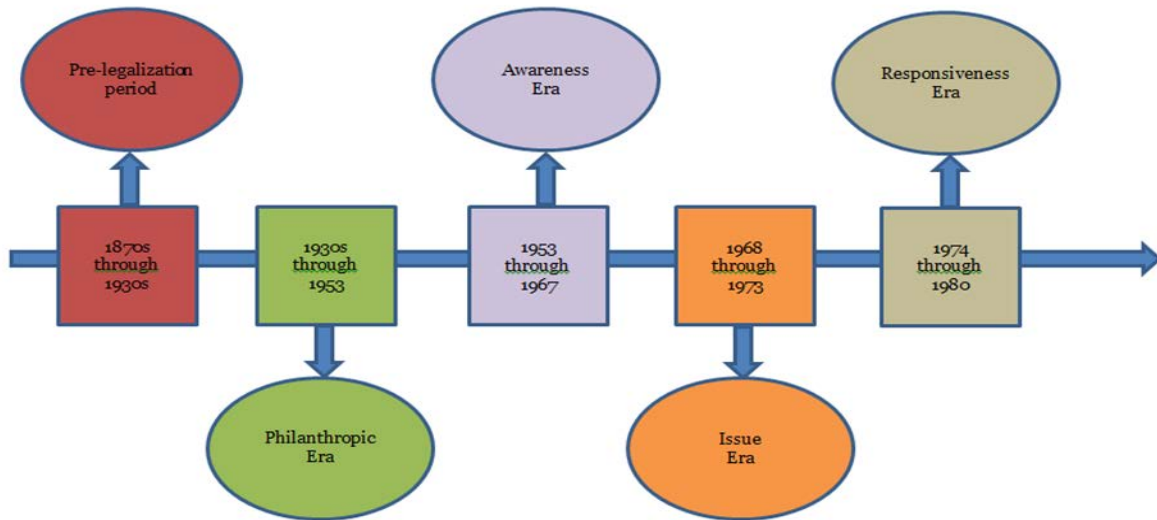 Pre-legalization
period
Awareness
Era
Responsiveness
Era
1870s
through
1930s
1930s
through
1953
1953
through
1967
1968
through
1973
1974
through
1980
Philanthropic
Era
Issue
Era